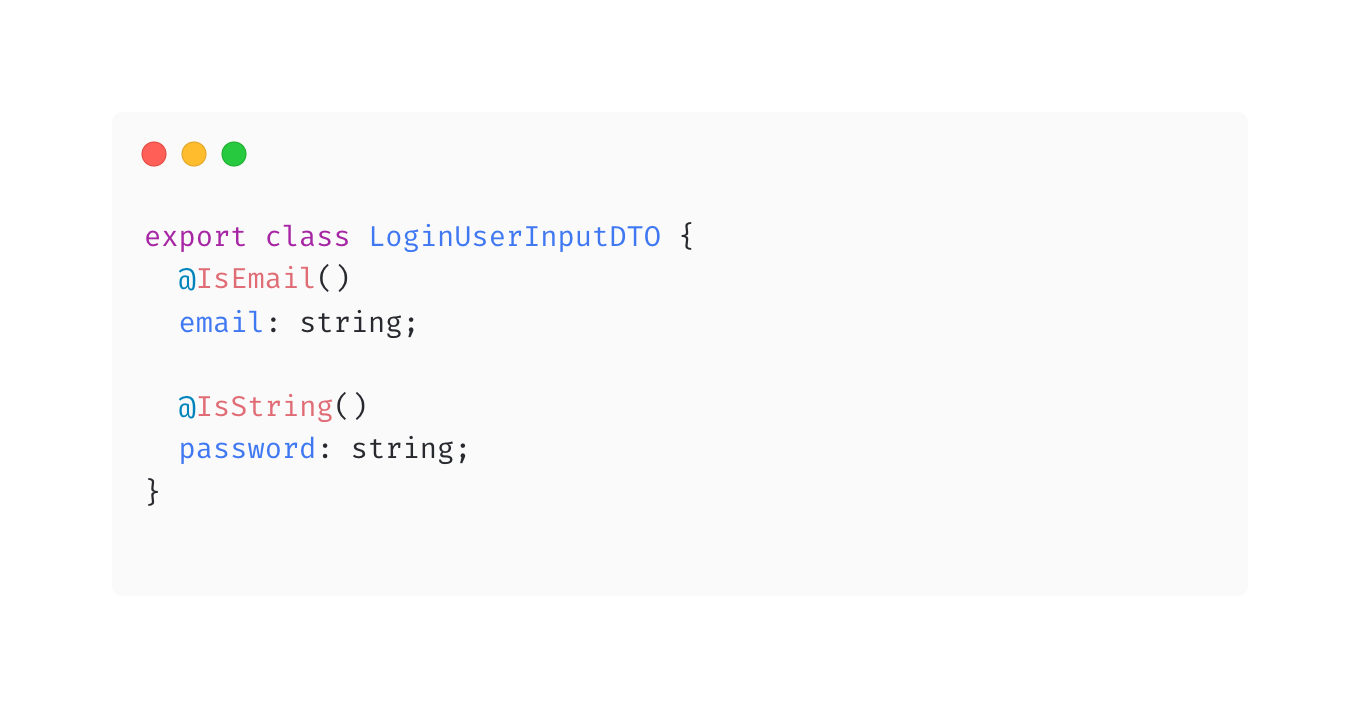 export class LoginUserInputDTO {
  @IsEmail()
  email: string;

  @IsString()
  password: string;
}